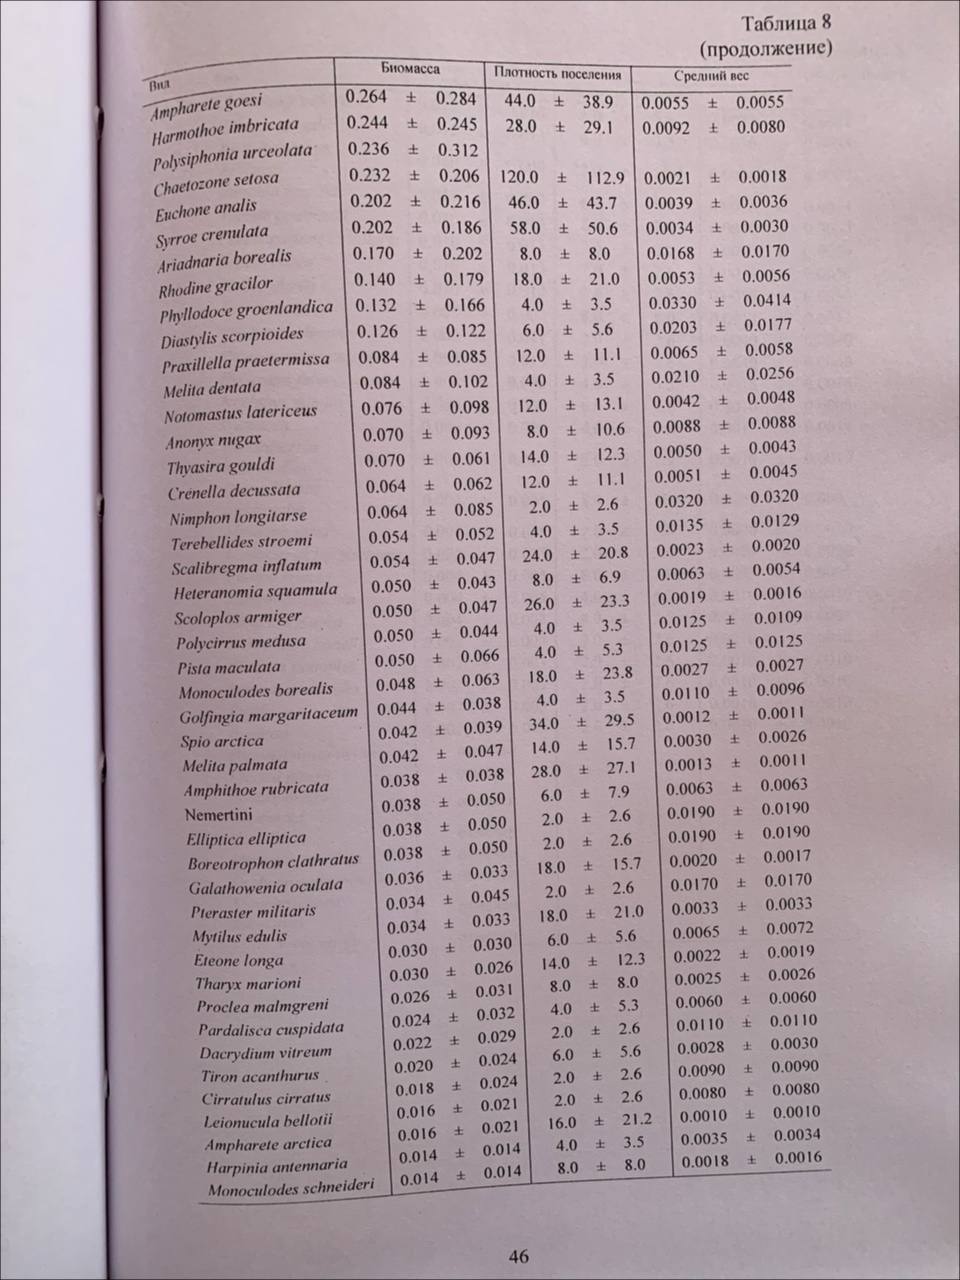 Таблица 8
(продолжение)
Вид Биомасса Плотность поселения Средний вес
Ampharete goesi 0.264 ± 0.284 44.0 ± 38.9 0.0055 ± 0.0055
Harmothoe imbricata 0.244 ± 0.245 28.0 ± 29.1 0.0092 ± 0.0080
Polysiphonia urceolata 0.236 ± 0.312
Chaetozone setosa 0.232 ± 0.206 120.0 ± 112.9 0.0021 ± 0.0018
Euchone analis 0.202 ± 0.216 46.0 ± 43.7 0.0039 ± 0.0036
Syrroe crenulata 0.202 ± 0.186 58.0 ± 50.6 0.0034 ± 0.0030
Ariadnaria borealis 0.170 ± 0.202 8.0 ± 8.0 0.0168 ± 0.0170
Rhodine gracilor 0.140 ± 0.179 18.0 ± 21.0 0.0053 ± 0.0056
Phyllodoce groenlandica 0.132 ± 0.166 4.0 ± 3.5 0.0330 ± 0.0414
Diastylis scorpioides 0.126 ± 0.122 6.0 ± 5.6 0.0203 ± 0.0177
Praxillella praetermissa 0.084 ± 0.085 12.0 ± 11.1 0.0065 ± 0.0058
Melita dentata 0.084 ± 0.102 4.0 ± 3.5 0.0210 ± 0.0256
Notomastus latericeus 0.076 ± 0.098 12.0 ± 13.1 0.0042 ± 0.0048
Anonyx nugax 0.070 ± 0.093 8.0 ± 10.6 0.0088 ± 0.0088
Thyasira gouldi 0.070 ± 0.061 14.0 ± 12.3 0.0050 ± 0.0043
Crenella decussata 0.064 ± 0.062 12.0 ± 11.1 0.0051 ± 0.0045
Nimphon longitarse 0.064 ± 0.085 2.0 ± 2.6 0.0320 ± 0.0320
Terebellides stroemi 0.054 ± 0.052 4.0 ± 3.5 0.0135 ± 0.0129
Scalibregma inflatum 0.054 ± 0.047 24.0 ± 20.8 0.0023 ± 0.0020
Heteranomia squamula 0.050 ± 0.043 8.0 ± 6.9 0.0063 ± 0.0054
Scoloplos armiger 0.050 ± 0.047 26.0 ± 23.3 0.0019 ± 0.0016
Polycirrus medusa 0.050 ± 0.044 4.0 ± 3.5 0.0125 ± 0.0109
Pista maculata 0.050 ± 0.066 4.0 ± 5.3 0.0125 ± 0.0125
Monoculodes borealis 0.048 ± 0.063 18.0 ± 23.8 0.0027 ± 0.0027
Golfingia margaritaceum 0.044 ± 0.038 4.0 ± 3.5 0.0110 ± 0.0096
Spio arctica 0.042 ± 0.039 34.0 ± 29.5 0.0012 ± 0.0011
Melita palmata 0.042 ± 0.047 14.0 ± 15.7 0.0030 ± 0.0026
Amphithoe rubricata 0.038 ± 0.038 28.0 ± 27.1 0.0013 ± 0.0011
Nemertini 0.038 ± 0.050 6.0 ± 7.9 0.0063 ± 0.0063
Elliptica elliptica 0.038 ± 0.050 2.0 ± 2.6 0.0190 ± 0.0190
Boreotrophon clathratus 0.038 ± 0.050 2.0 ± 2.6 0.0190 ± 0.0190
Galathowenia oculata 0.036 ± 0.033 18.0 ± 15.7 0.0020 ± 0.0017
Pteraster militaris 0.034 ± 0.045 2.0 ± 2.6 0.0170 ± 0.0170
Mytilus edulis 0.034 ± 0.033 18.0 ± 21.0 0.0033 ± 0.0033
Eteone longa 0.030 ± 0.030 6.0 ± 5.6 0.0065 ± 0.0072
Tharyx marioni 0.030 ± 0.026 14.0 ± 12.3 0.0022 ± 0.0019
Proclea malmgreni 0.026 ± 0.031 8.0 ± 8.0 0.0025 ± 0.0026
Pardalisca cuspidata 0.024 ± 0.032 4.0 ± 5.3 0.0060 ± 0.0060
Dacrydium vitreum 0.022 ± 0.029 2.0 ± 2.6 0.0110 ± 0.0110
Tiron acanthurus 0.020 ± 0.024 6.0 ± 5.6 0.0028 ± 0.0030
Cirratulus cirratus 0.018 ± 0.024 2.0 ± 2.6 0.0090 ± 0.0090
Leionucula bellotii 0.016 ± 0.021 2.0 ± 2.6 0.0080 ± 0.0080
Ampharete arctica 0.016 ± 0.021 16.0 ± 21.2 0.0010 ± 0.0010
Harpinia antennaria 0.014 ± 0.014 4.0 ± 3.5 0.0035 ± 0.0034
Monoculodes schneideri 0.014 ± 0.014 8.0 ± 8.0 0.0018 ± 0.0016
46